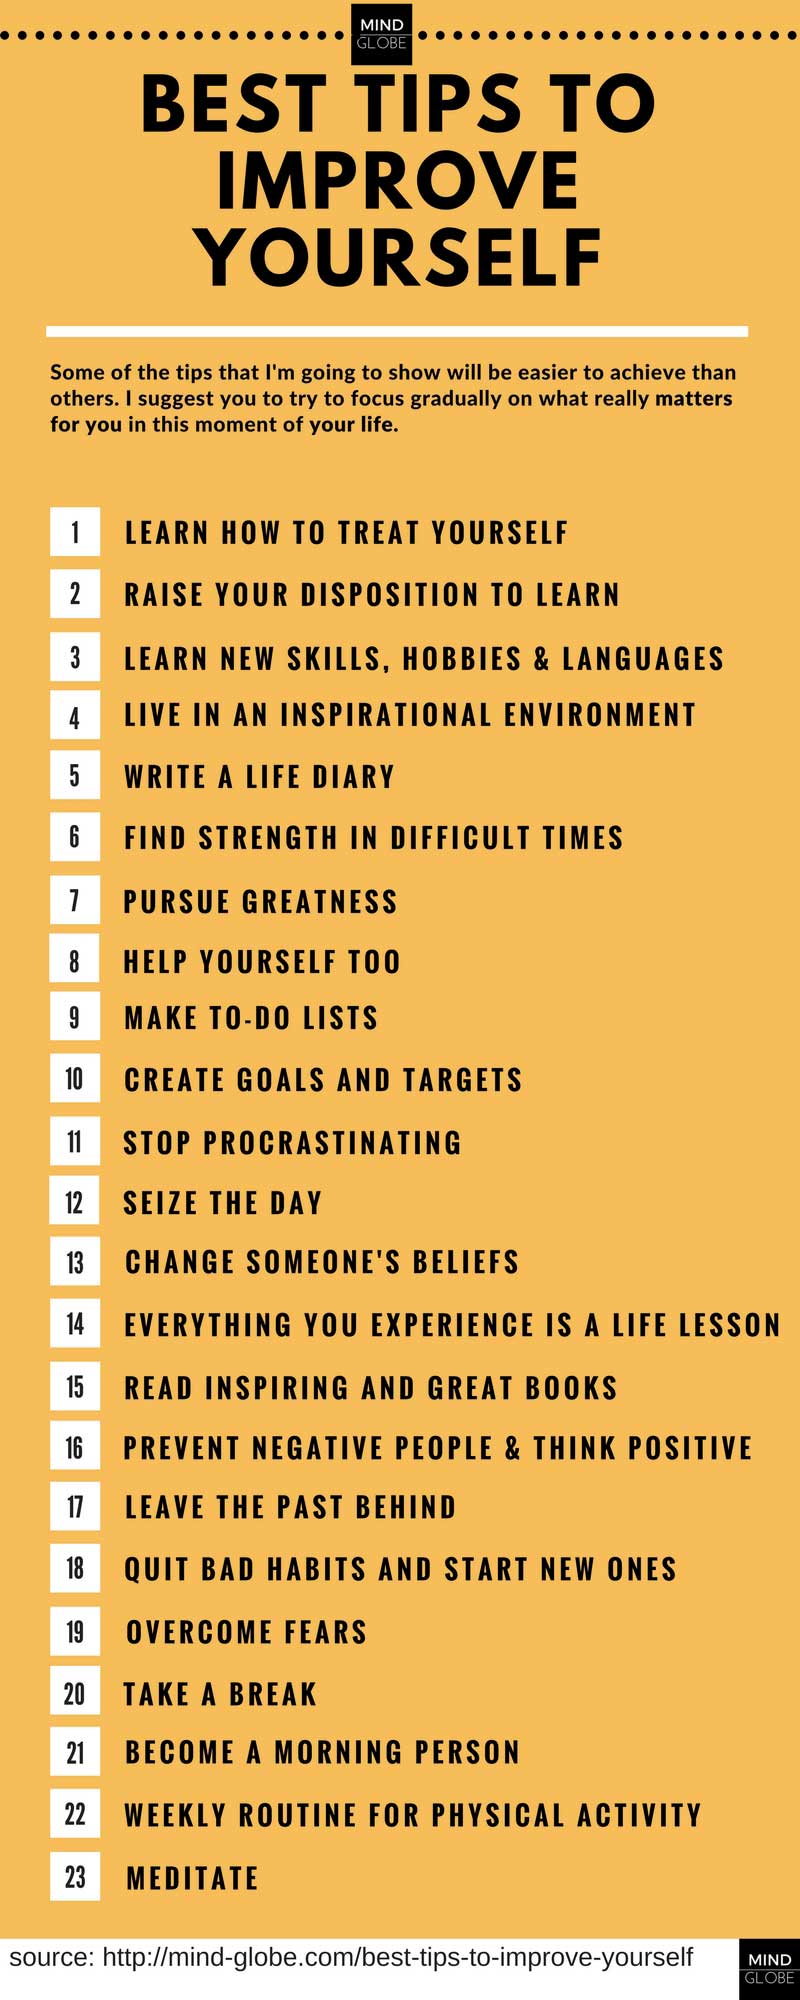 MIND
GLOBE
BEST TIPS TO
IMPROVE
YOURSELF
Some of the tips that I'm going to show will be easier to achieve than
others. I suggest you to try to focus gradually on what really matters
for you in this moment of your life.
1 LEARN HOW TO TREAT YOURSELF
2 RAISE YOUR DISPOSITION TO LEARN
3 LEARN NEW SKILLS, HOBBIES & LANGUAGES
4 LIVE IN AN INSPIRATIONAL ENVIRONMENT
5 WRITE A LIFE DIARY
6 FIND STRENGTH IN DIFFICULT TIMES
7 PURSUE GREATNESS
8 HELP YOURSELF TOO
9 MAKE TO-DO LISTS
10 CREATE GOALS AND TARGETS
11 STOP PROCRASTINATING
12 SEIZE THE DAY
13 CHANGE SOMEONE'S BELIEFS
14 EVERYTHING YOU EXPERIENCE IS A LIFE LESSON
15 READ INSPIRING AND GREAT BOOKS
16 PREVENT NEGATIVE PEOPLE & THINK POSITIVE
17 LEAVE THE PAST BEHIND
18 QUIT BAD HABITS AND START NEW ONES
19 OVERCOME FEARS
20 TAKE A BREAK
21 BECOME A MORNING PERSON
22 WEEKLY ROUTINE FOR PHYSICAL ACTIVITY
23 MEDITATE
source: http://mind-globe.com/best-tips-to-improve-yourself
MIND
GLOBE